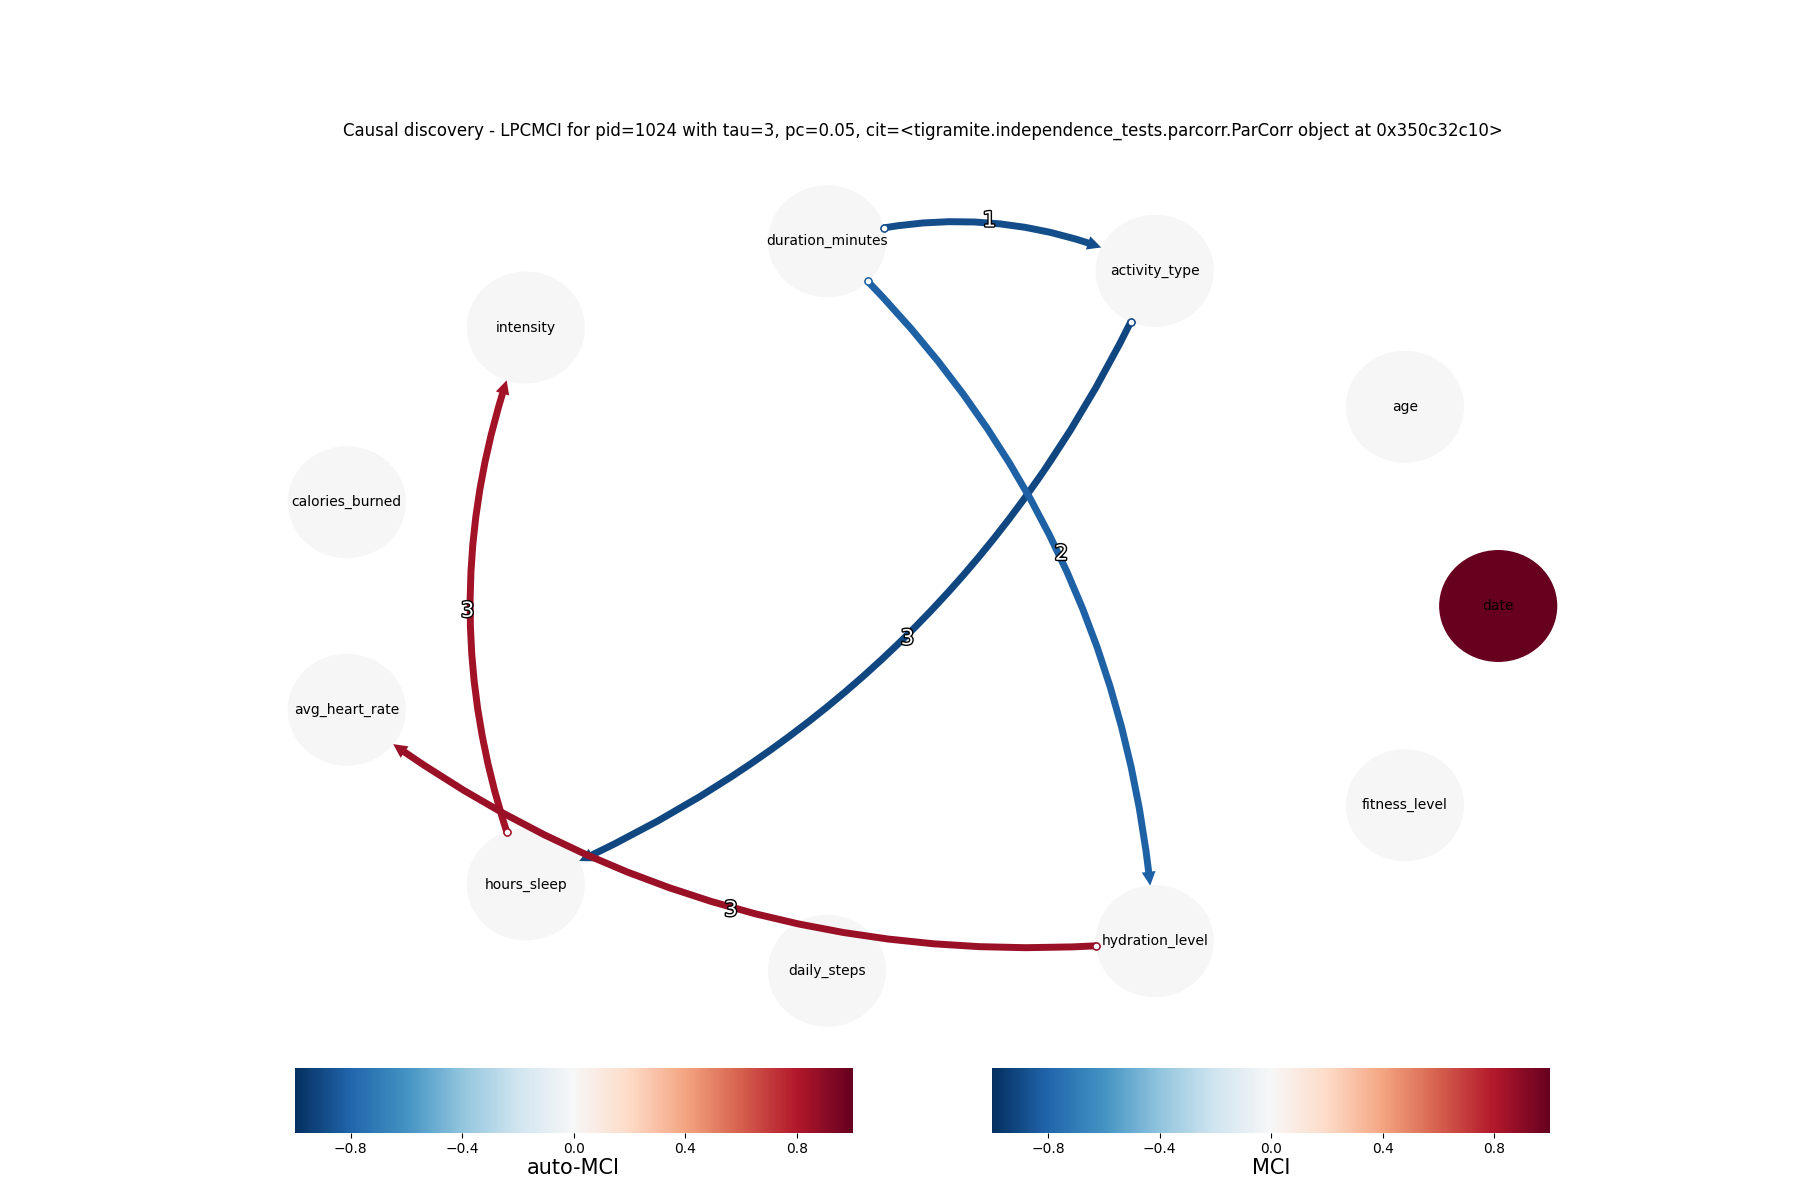 Causal discovery - LPCMCI for pid=1024 with tau=3, pc=0.05, cit=<tigramite.independence_tests.parcorr.ParCorr object at 0x350c32c10>
1
duration_minutes
activity_type
intensity
age
calories_burned
2
date
3
3
avg_heart_rate
fitness_level
hours_sleep
3
hydration_level
daily_steps
−0.8 −0.4 0.0 0.4 0.8
auto-MCI
−0.8 −0.4 0.0 0.4 0.8
MCI